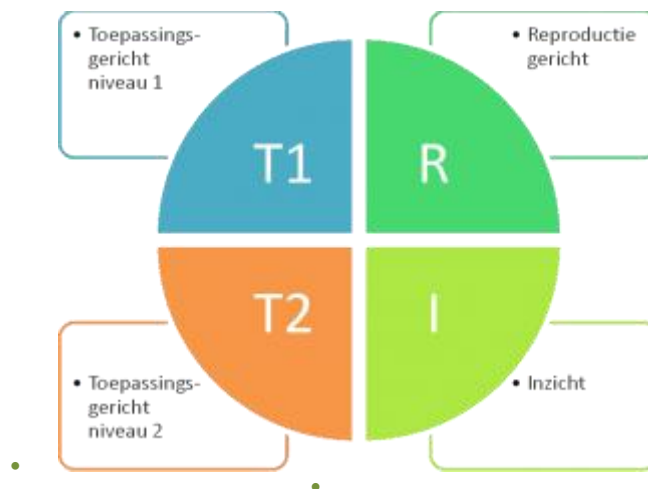 • Toepassings-
gericht
niveau 1
• Reproductie
gericht
T1
R
T2
I
• Toepassings-
gericht
niveau 2
• Inzicht